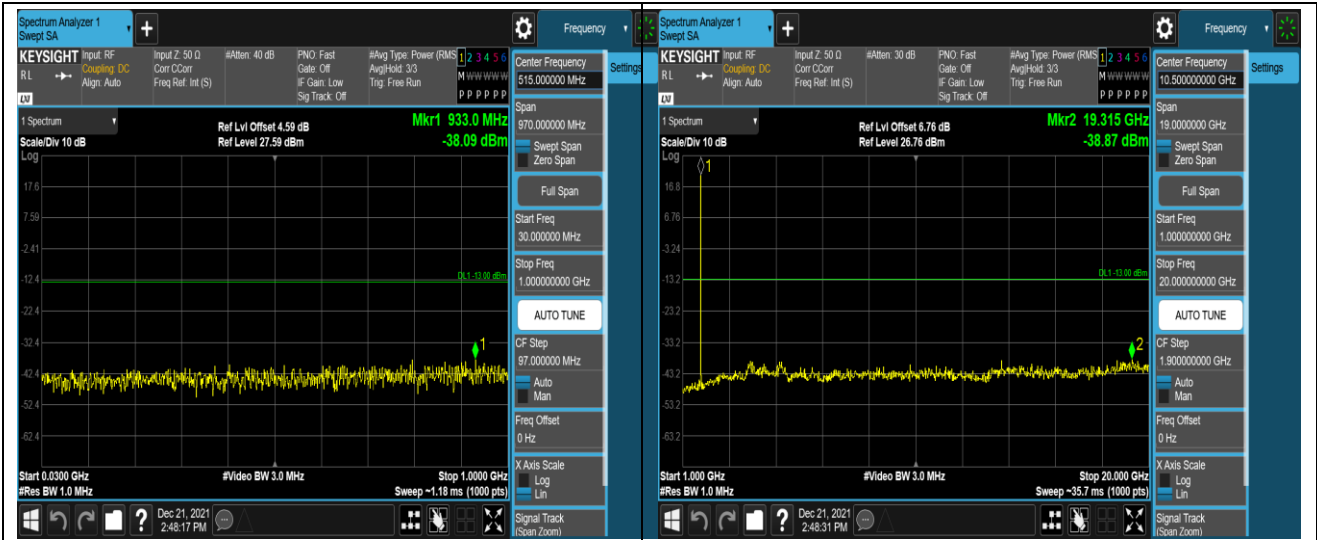 Spectrum Analyzer 1
Swept SA
+
Frequency
KEYSIGHT
Input: RF
Input Z: 50 Ω
#Atten: 40 dB
PNO: Fast
#Avg Type: Power (RMS
1 2 3 4 5 6
RL
Coupling: DC
Corr CCorr
Gate: Off
Avg|Hold: 3/3
M W W W W W
Align: Auto
Freq Ref: Int (S)
IF Gain: Low
Trig: Free Run
Sig Track: Off
P P P P P P
LXI
1 Spectrum
Ref Lvl Offset 4.59 dB
Mkr1 933.0 MHz
Scale/Div 10 dB
Ref Level 27.59 dBm
-38.09 dBm
Log
17.6
7.59
-2.41
-12.4
DL1 -13.00 dBm
-22.4
-32.4
1
-42.4
-52.4
-62.4
Start 0.0300 GHz
#Video BW 3.0 MHz
Stop 1.0000 GHz
#Res BW 1.0 MHz
Sweep ~1.18 ms (1000 pts)
Center Frequency
515.000000 MHz
Settings
Span
970.000000 MHz
Swept Span
Zero Span
Full Span
Start Freq
30.000000 MHz
Stop Freq
1.000000000 GHz
AUTO TUNE
CF Step
97.000000 MHz
Auto
Man
Freq Offset
0 Hz
X Axis Scale
Log
Lin
Signal Track
(Span Zoom)
?
Dec 21, 2021
2:48:17 PM
Spectrum Analyzer 1
Swept SA
+
Frequency
KEYSIGHT
Input: RF
Input Z: 50 Ω
#Atten: 30 dB
PNO: Fast
#Avg Type: Power (RMS
1 2 3 4 5 6
RL
Coupling: DC
Corr CCorr
Gate: Off
Avg|Hold: 3/3
M W W W W W
Align: Auto
Freq Ref: Int (S)
IF Gain: Low
Trig: Free Run
Sig Track: Off
P P P P P P
LXI
1 Spectrum
Ref Lvl Offset 6.76 dB
Mkr2 19.315 GHz
Scale/Div 10 dB
Ref Level 26.76 dBm
-38.87 dBm
Log
1
16.8
6.76
-3.24
-13.2
DL1 -13.00 dBm
-23.2
-33.2
2
-43.2
-53.2
-63.2
Start 1.000 GHz
#Video BW 3.0 MHz
Stop 20.000 GHz
#Res BW 1.0 MHz
Sweep ~35.7 ms (1000 pts)
Center Frequency
10.500000000 GHz
Settings
Span
19.0000000 GHz
Swept Span
Zero Span
Full Span
Start Freq
1.000000000 GHz
Stop Freq
20.000000000 GHz
AUTO TUNE
CF Step
1.900000000 GHz
Auto
Man
Freq Offset
0 Hz
X Axis Scale
Log
Lin
Signal Track
(Span Zoom)
?
Dec 21, 2021
2:48:31 PM